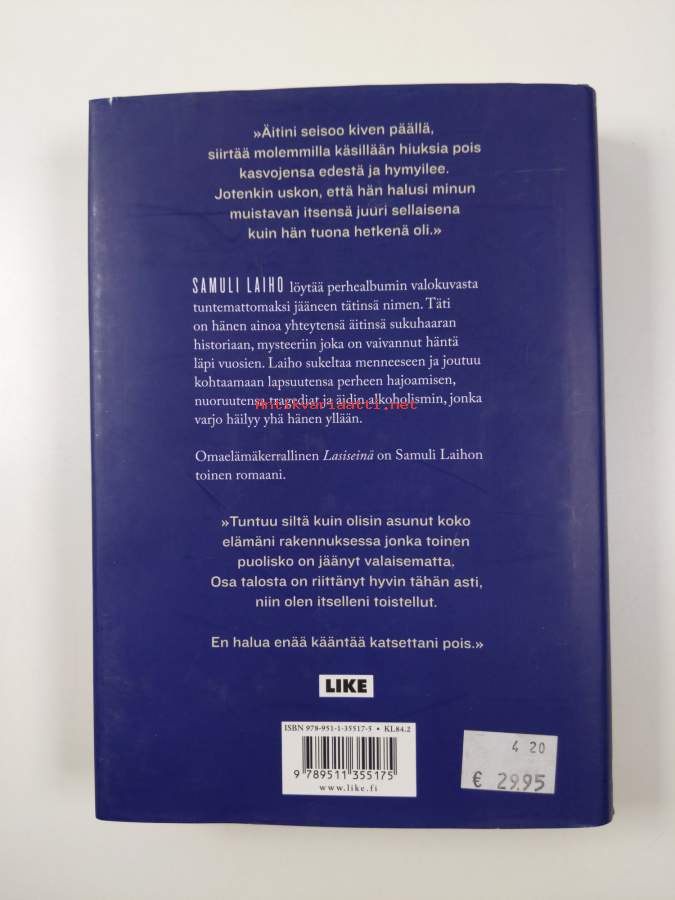 »Äitini seisoo kiven päällä,
siirtää molemmilla käsillään hiuksia pois
kasvojensa edestä ja hymyilee.
Jotenkin uskon, että hän halusi minun
muistavan itsensä juuri sellaisena
kuin hän tuona hetkenä oli.»
SAMULI LAIHO löytää perhealbumin valokuvasta
tuntemattomaksi jääneen tätinsä nimen. Täti
on hänen ainoa yhteytensä äitinsä sukuhaaran
historiaan, mysteeriin joka on vaivannut häntä
läpi vuosien. Laiho sukeltaa menneeseen ja joutuu
kohtaamaan lapsuutensa perheen hajoamisen,
nuoruutensa tragediat ja äidin alkoholismin, jonka
Antikvariaatti.net
varjo häilyy yhä hänen yllään.
Omaelämäkerrallinen Lasiseinä on Samuli Laihon
toinen romaani.
»Tuntuu siltä kuin olisin asunut koko
elämäni rakennuksessa jonka toinen
puolisko on jäänyt valaisematta.
Osa talosta on riittänyt hyvin tähän asti,
niin olen itselleni toistellut.
En halua enää kääntää katsettani pois.»
LIKE
ISBN 978-951-1-35517-5 • KL84.2
9 789511 355175
www.like.fi
4 20
€ 29.95